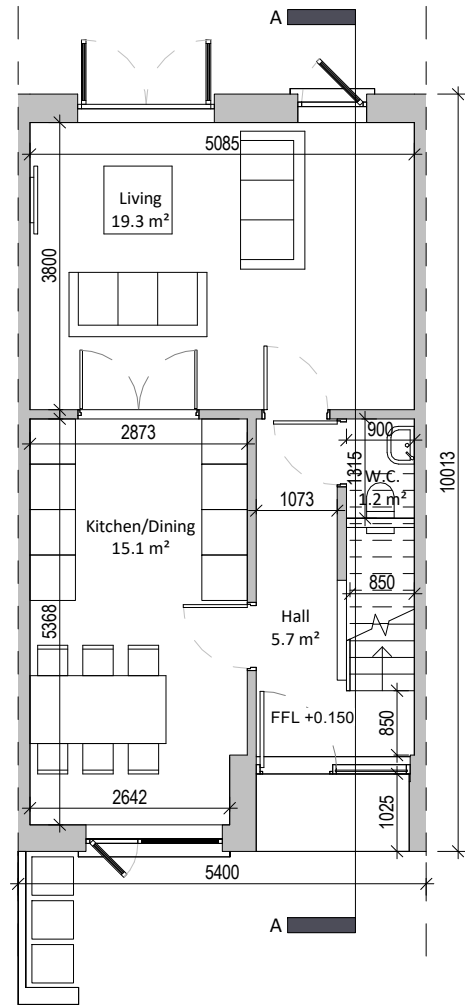 A
5085
Living
19.3 m²
3800
2873
900
1315
W.C.
1.2 m²
10013
1073
Kitchen/Dining
15.1 m²
850
5368
Hall
5.7 m²
FFL +0.150
850
2642
1025
5400
A